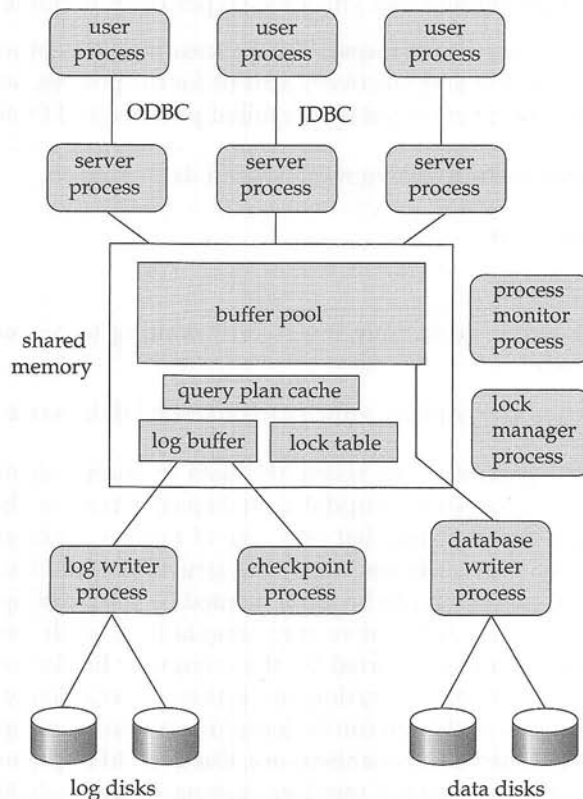 user
process
user
process
user
process
ODBC
JDBC
server
process
server
process
server
process
buffer pool
shared
memory
query plan cache
log buffer
lock table
process
monitor
process
lock
manager
process
log writer
process
checkpoint
process
database
writer
process
log disks
data disks